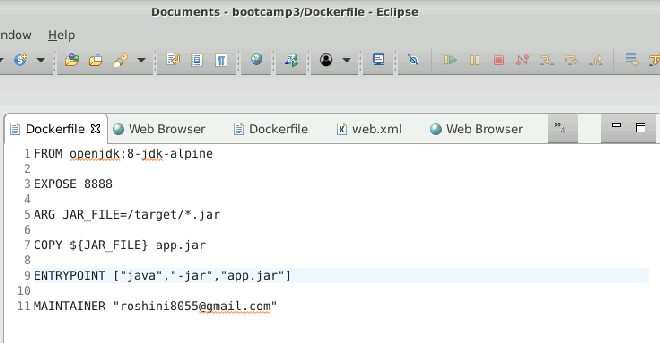 Documents - bootcamp3/Dockerfile - Eclipse
ndow Help
Dockerfile Web Browser Dockerfile web.xml Web Browser
1 FROM openjdk:8-jdk-alpine
2
3 EXPOSE 8888
4
5 ARG JAR_FILE=/target/*.jar
6
7 COPY ${JAR_FILE} app.jar
8
9 ENTRYPOINT ["java","-jar","app.jar"]
10
11 MAINTAINER "roshini8055@gmail.com"